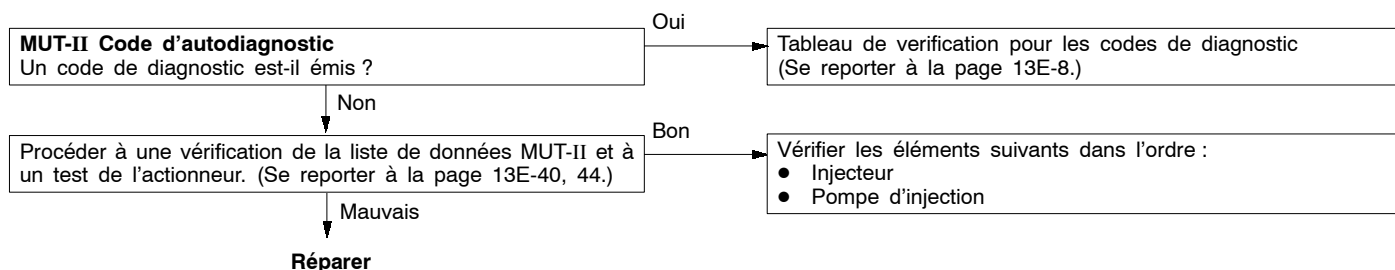 MUT-II Code d'autodiagnostic
Un code de diagnostic est-il émis ?
Oui
Tableau de verification pour les codes de diagnostic
(Se reporter à la page 13E-8.)
Non
Procéder à une vérification de la liste de données MUT-II et à
un test de l'actionneur. (Se reporter à la page 13E-40, 44.)
Bon
Vérifier les éléments suivants dans l'ordre :
● Injecteur
● Pompe d'injection
Mauvais
Réparer